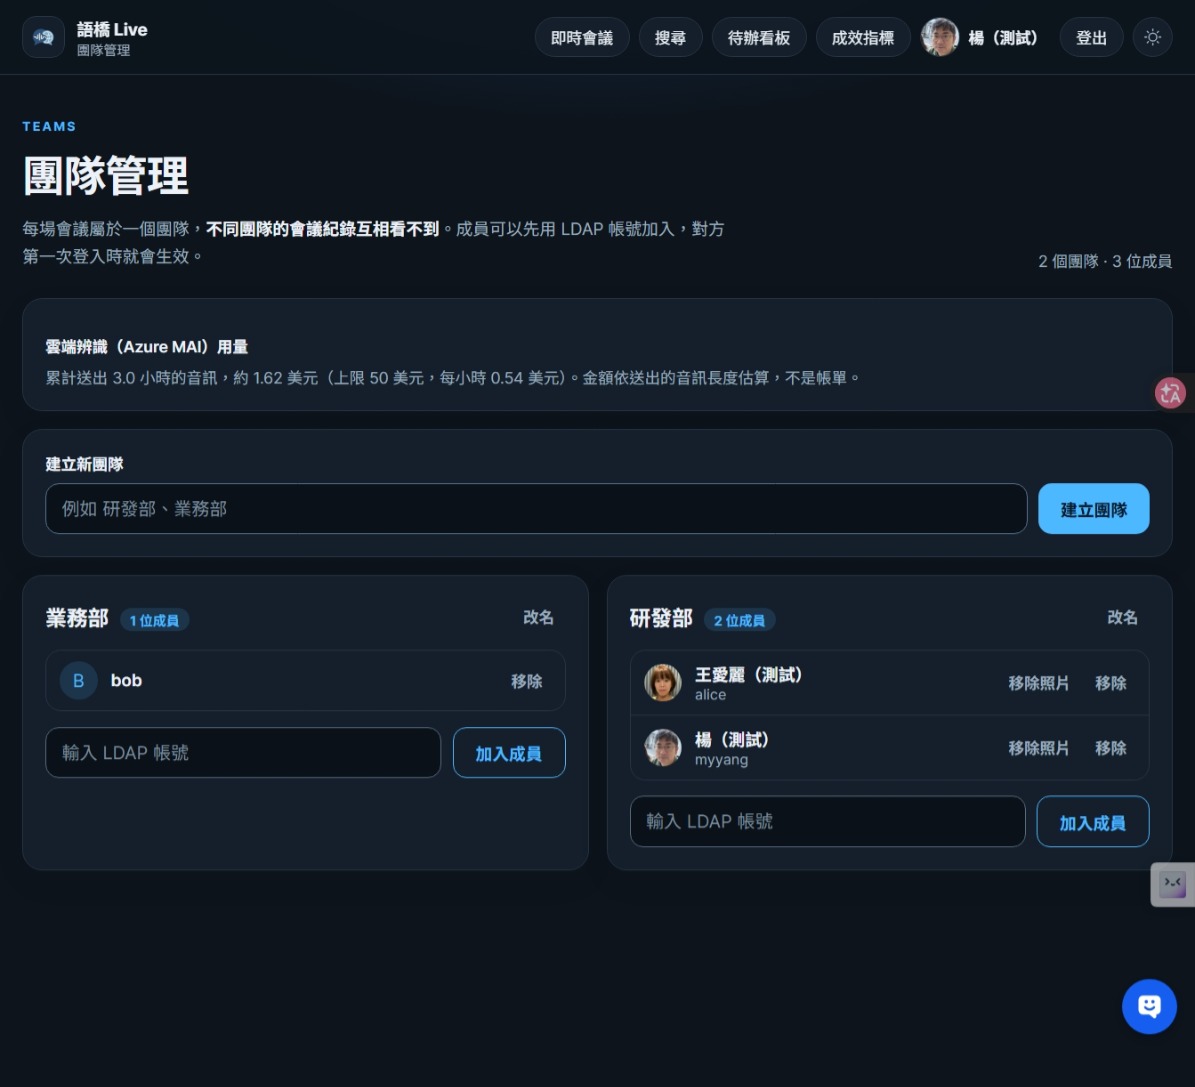 語橋 Live
團隊管理
即時會議
搜尋
待辦看板
成效指標
楊（測試）
登出
TEAMS
團隊管理
每場會議屬於一個團隊，不同團隊的會議紀錄互相看不到。成員可以先用 LDAP 帳號加入，對方
第一次登入時就會生效。
2 個團隊 · 3 位成員
雲端辨識（Azure MAI）用量
累計送出 3.0 小時的音訊，約 1.62 美元（上限 50 美元，每小時 0.54 美元）。金額依送出的音訊長度估算，不是帳單。
建立新團隊
例如 研發部、業務部
建立團隊
業務部
1 位成員
改名
B
bob
移除
輸入 LDAP 帳號
加入成員
研發部
2 位成員
改名
王愛麗（測試）
alice
移除照片
移除
楊（測試）
myyang
移除照片
移除
輸入 LDAP 帳號
加入成員